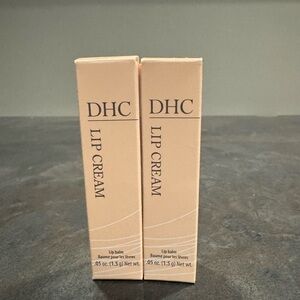 DHC
LIP CREAM
Lip balm
Baume pour les lèvres
.05 oz. (1.5 g) Net wt.
DHC
LIP CREAM
Lip balm
Baume pour les lèvres
.05 oz. (1.5 g) Net wt.